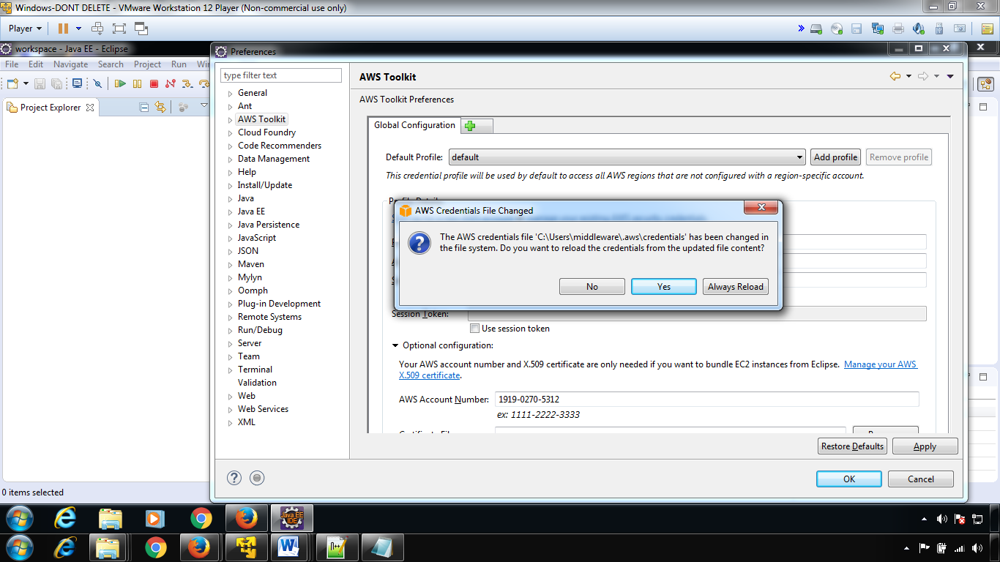 Windows-DONT DELETE - VMware Workstation 12 Player (Non-commercial use only)
Player
workspace - Java EE - Eclipse
Preferences
File Edit Navigate Search Project Run
Project Explorer
type filter text
General
Ant
AWS Toolkit
Cloud Foundry
Code Recommenders
Data Management
Help
Install/Update
Java
Java EE
Java Persistence
JavaScript
JSON
Maven
Mylyn
Oomph
Plug-in Development
Remote Systems
Run/Debug
Server
Team
Terminal
Validation
Web
Web Services
XML
AWS Toolkit
AWS Toolkit Preferences
Global Configuration
Default Profile: default Add profile Remove profile
This credential profile will be used by default to access all AWS regions that are not configured with a region-specific account.
AWS Credentials File Changed
The AWS credentials file 'C:\Users\middleware\.aws\credentials' has been changed in
the file system. Do you want to reload the credentials from the updated file content?
No Yes Always Reload
Session Token:
Use session token
Optional configuration:
Your AWS account number and X.509 certificate are only needed if you want to bundle EC2 instances from Eclipse. Manage your AWS
X.509 certificate.
AWS Account Number: 1919-0270-5312
ex: 1111-2222-3333
Restore Defaults Apply
OK Cancel
0 items selected
Java EE
IDE